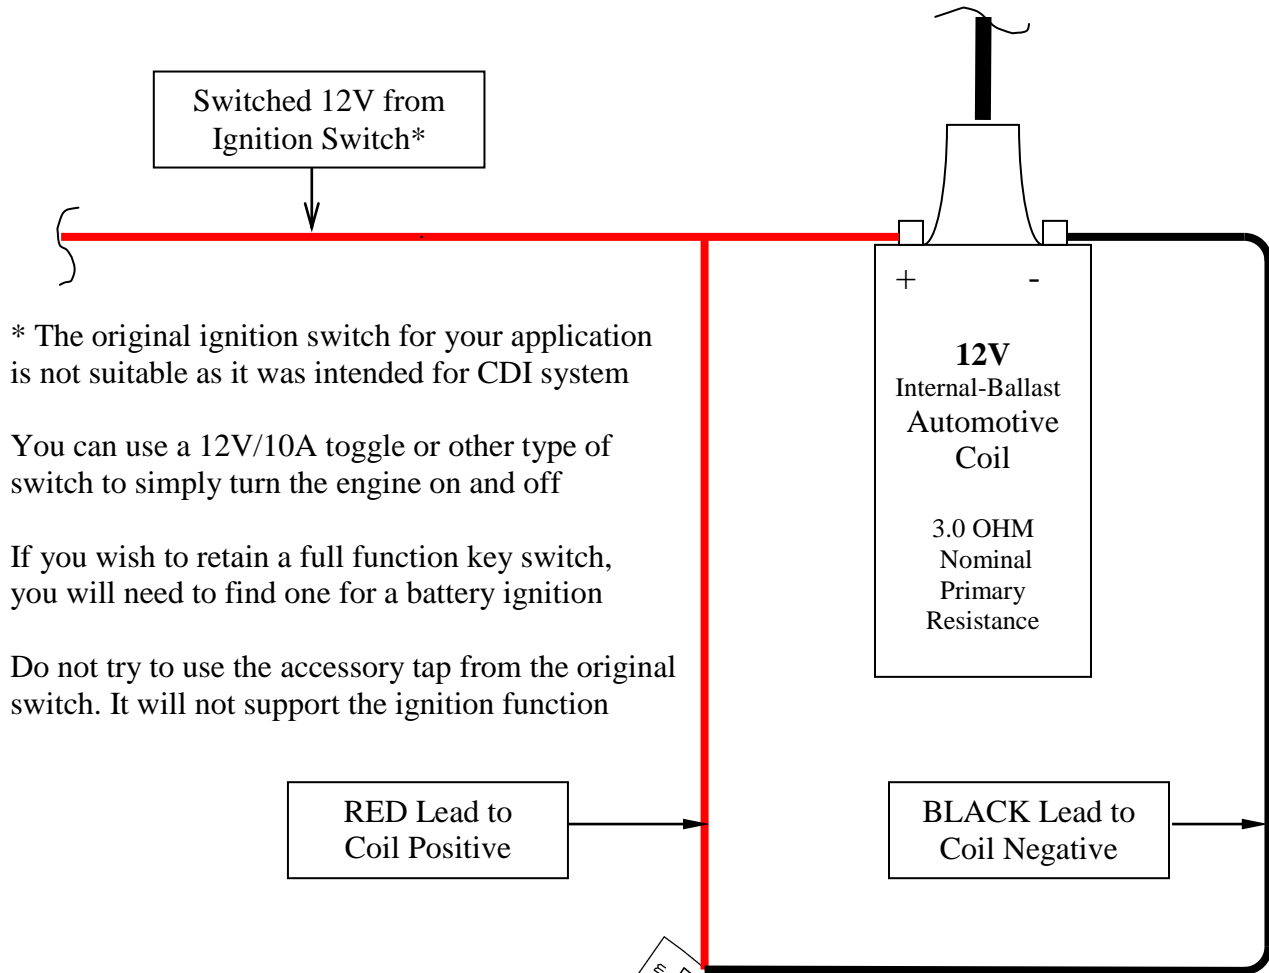 Switched 12V from
Ignition Switch*
+ -
* The original ignition switch for your application
is not suitable as it was intended for CDI system
You can use a 12V/10A toggle or other type of
switch to simply turn the engine on and off
If you wish to retain a full function key switch,
you will need to find one for a battery ignition
Do not try to use the accessory tap from the original
switch. It will not support the ignition function
12V
Internal-Ballast
Automotive
Coil
3.0 OHM
Nominal
Primary
Resistance
RED Lead to
Coil Positive
BLACK Lead to
Coil Negative